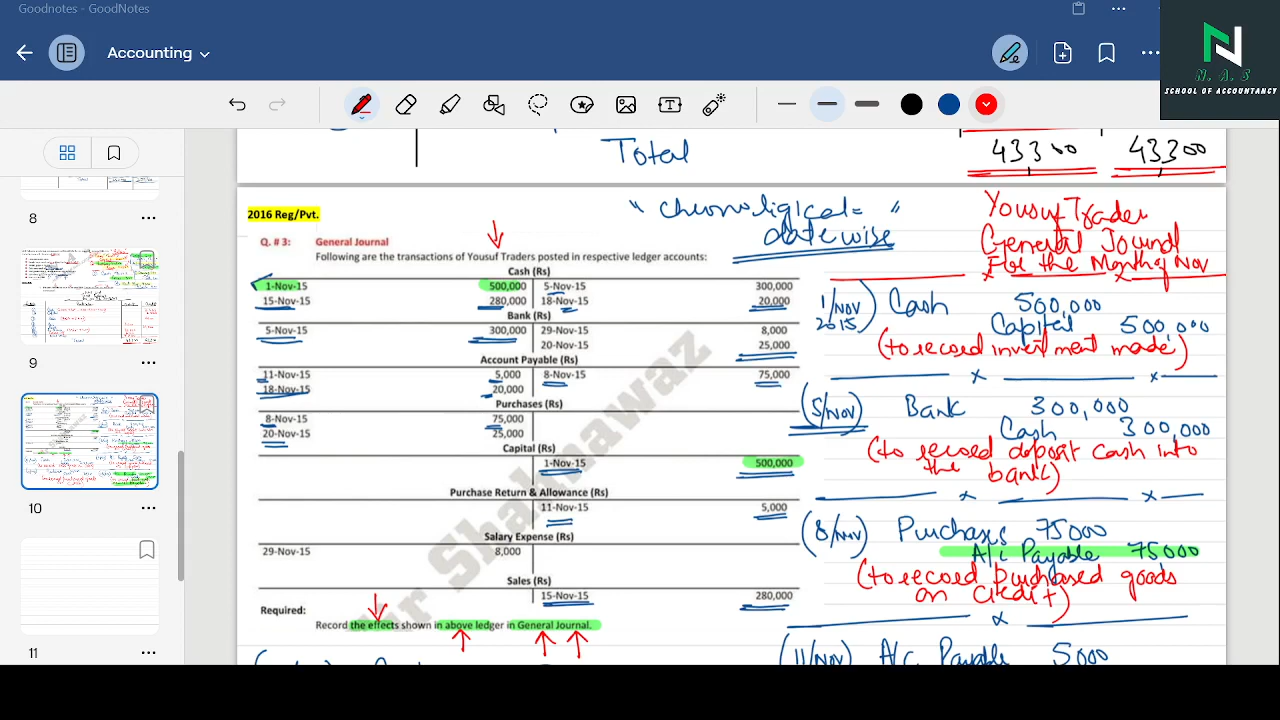 Goodnotes - GoodNotes
Accounting
N. A. S
SCHOOL OF ACCOUNTANCY
Total
43300 43300
2016 Reg/Pvt.
"chronoligical= "
datewise
Q. # 3: General Journal
Following are the transactions of Yousuf Traders posted in respective ledger accounts:
Cash (Rs)
1-Nov-15 500,000 5-Nov-15 300,000
15-Nov-15 280,000 18-Nov-15 20,000
Bank (Rs)
5-Nov-15 300,000 29-Nov-15 8,000
20-Nov-15 25,000
Account Payable (Rs)
11-Nov-15 5,000 8-Nov-15 75,000
18-Nov-15 20,000
Purchases (Rs)
8-Nov-15 75,000
20-Nov-15 25,000
Capital (Rs)
1-Nov-15 500,000
Purchase Return & Allowance (Rs)
11-Nov-15 5,000
Salary Expense (Rs)
29-Nov-15 8,000
Sales (Rs)
15-Nov-15 280,000
Required:
Record the effects shown in above ledger in General Journal.
Sir Shahnawaz
Yousuf Trader
General Journal
For the Month of Nov
1/NOV 2015) Cash 500,000
Capital 500,000
(to record investment made)
(5/NOV) Bank 300,000
Cash 300,000
(to record deposit cash into
the bank)
(8/Nov) Purchases 75000
A/c Payable 75000
(to record purchased goods
on credit)
(11/NOV) A/c Payable 5000
8
9
10
11